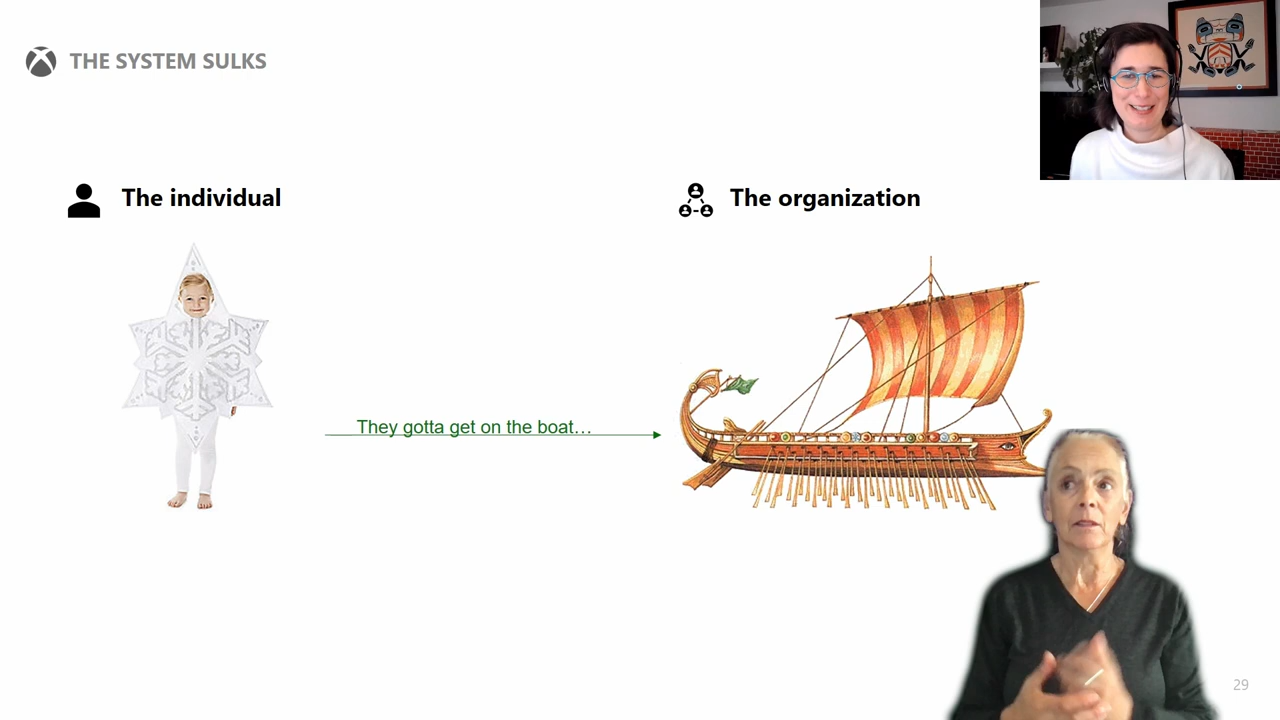 THE SYSTEM SULKS
The individual
The organization
They gotta get on the boat…
29